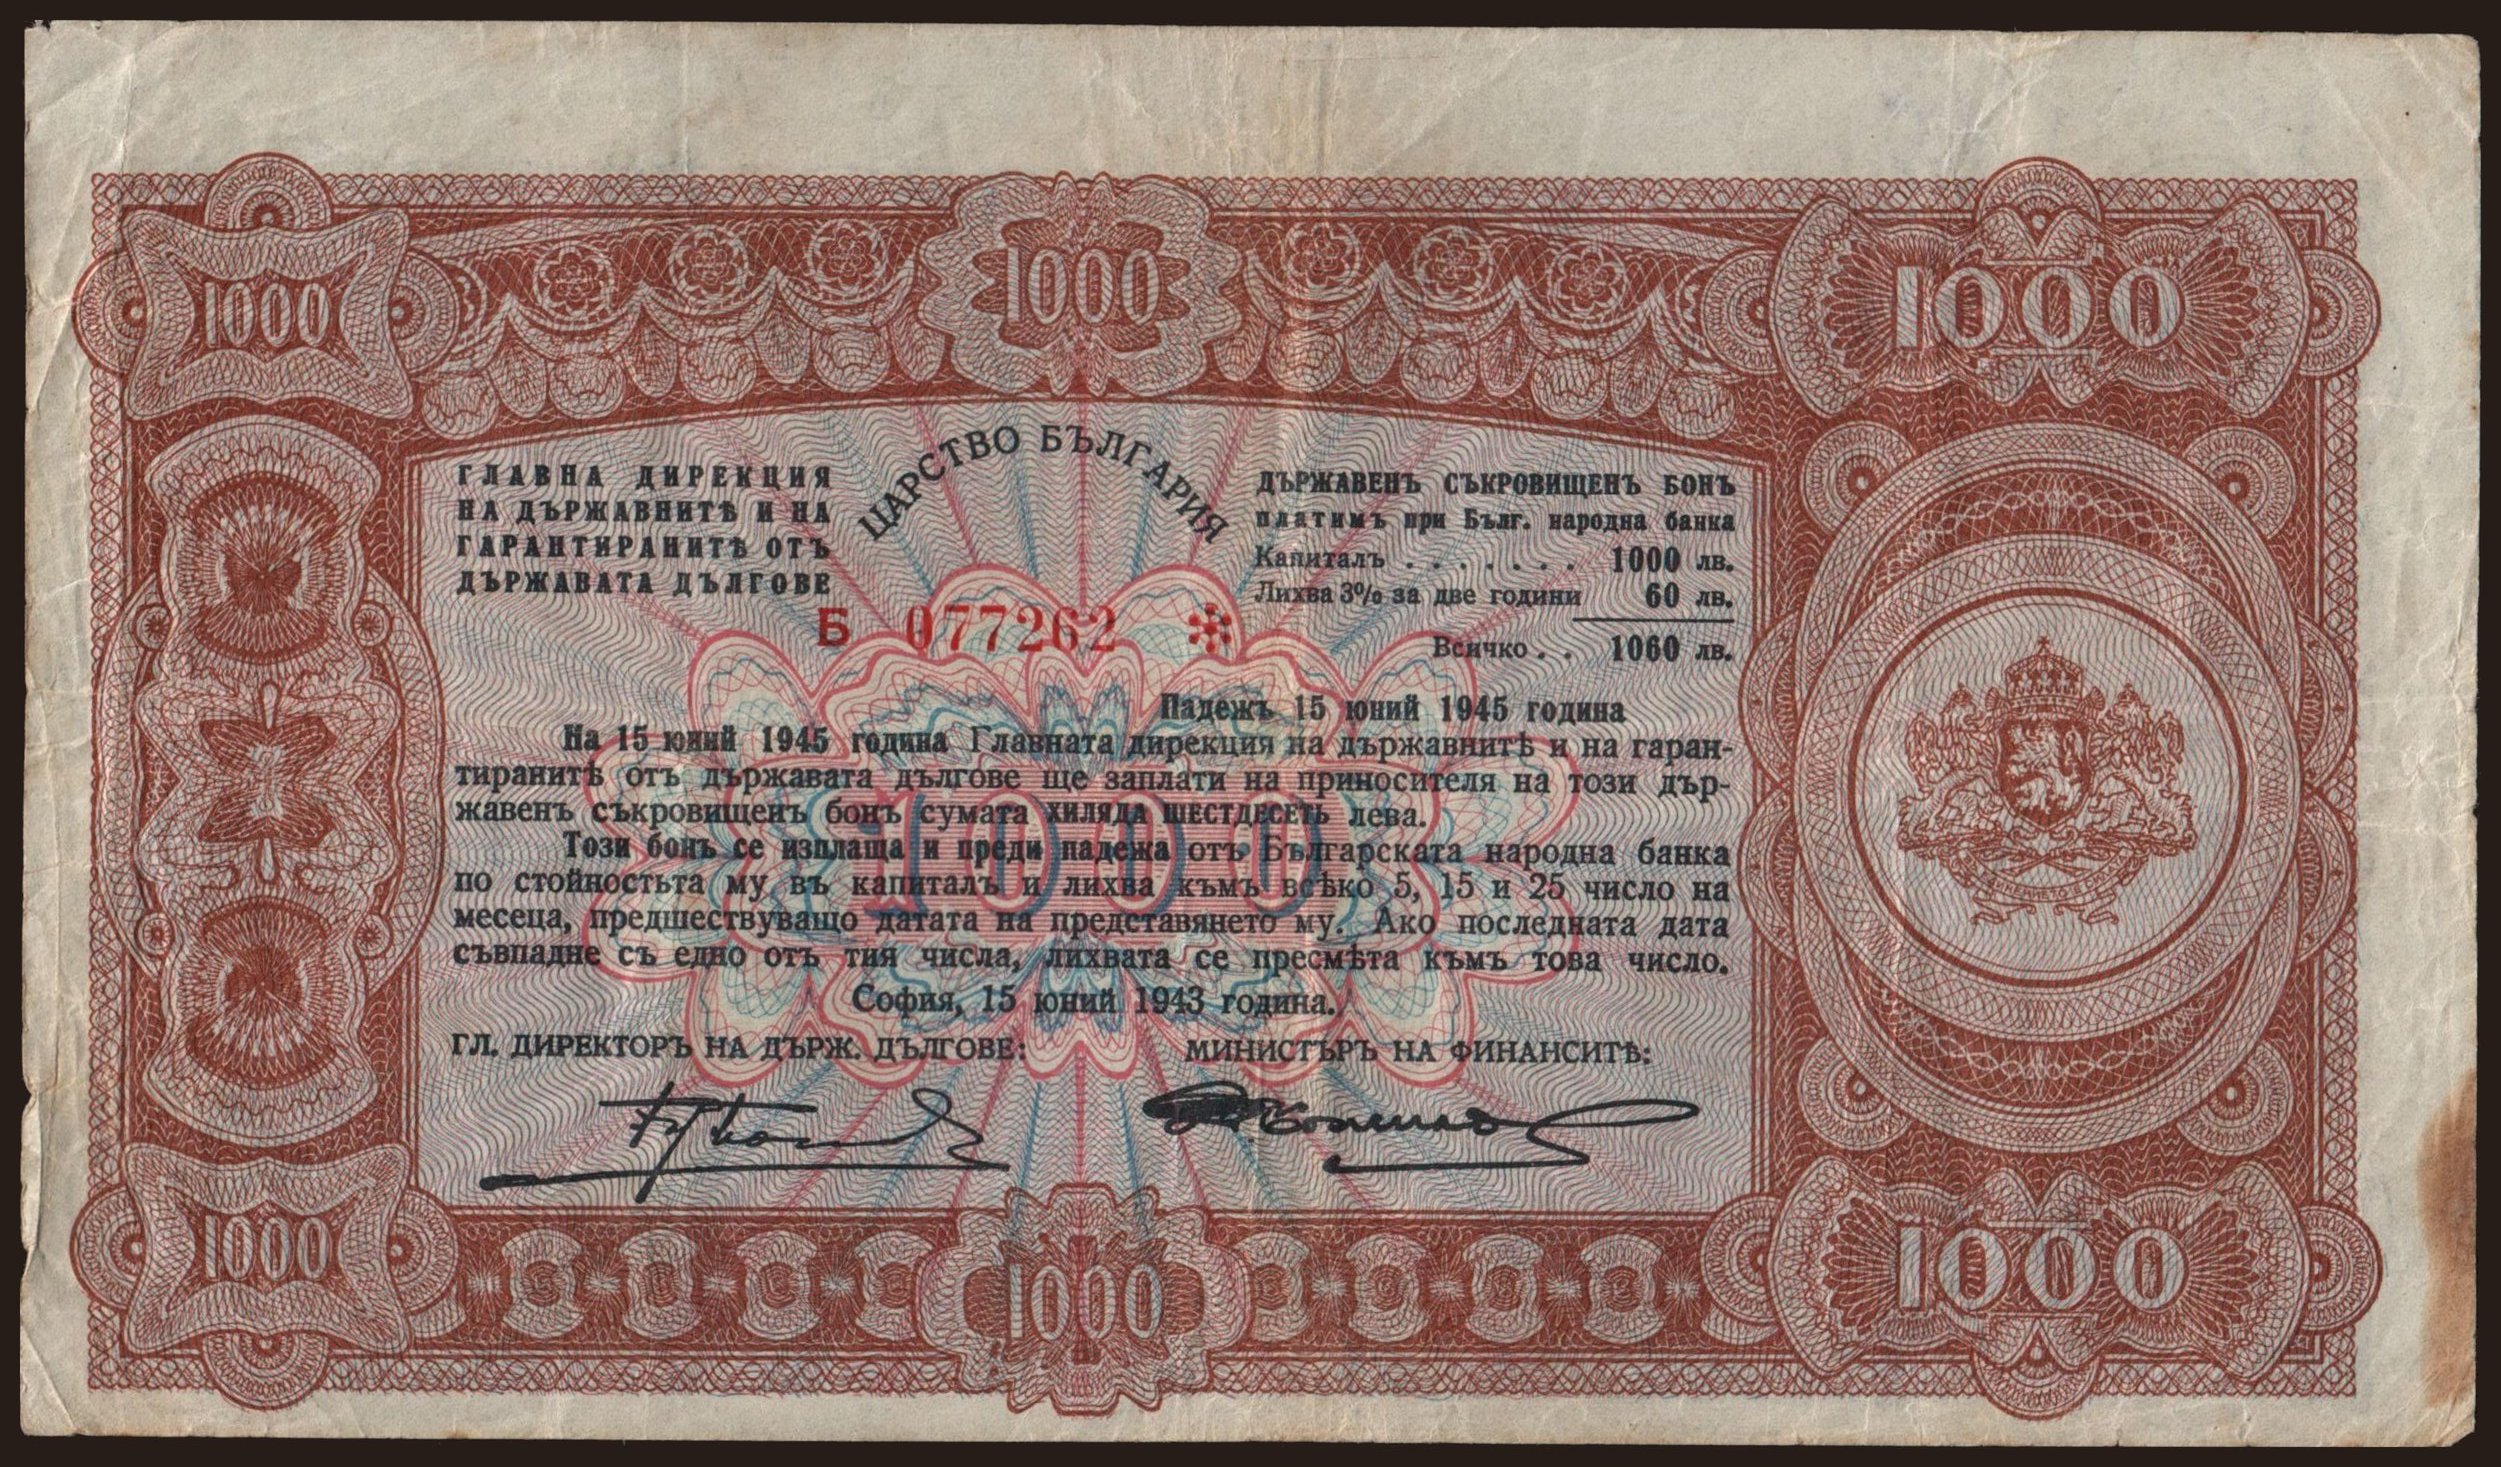 1000
1000
1000
ЦАРСТВО БЪЛГАРИЯ
ГЛАВНА ДИРЕКЦИЯ
НА ДЪРЖАВНИТѢ И НА
ГАРАНТИРАНИТѢ ОТЪ
ДЪРЖАВАТА ДЪЛГОВЕ
ДЪРЖАВЕНЪ СЪКРОВИЩЕНЪ БОНЪ
платимъ при Бълг. народна банка
Капиталъ . . . . . . . 1000 лв.
Лихва 3% за две години 60 лв.
Всичко . . 1060 лв.
Б 077262 *
Падежъ 15 юний 1945 година
На 15 юний 1945 година Главната дирекция на държавнитѣ и на гаран-
тиранитѣ отъ държавата дългове ще заплати на приносителя на този дър-
жавенъ съкровищенъ бонъ сумата ХИЛЯДА ШЕСТДЕСЕТЬ лева.
Този бонъ се изплаща и преди падежа отъ Българската народна банка
по стойностьта му въ капиталъ и лихва къмъ всѣко 5, 15 и 25 число на
месеца, предшествуващо датата на представянето му. Ако последната дата
съвпадне съ едно отъ тия числа, лихвата се пресмѣта къмъ това число.
1000
София, 15 юний 1943 година.
ГЛ. ДИРЕКТОРЪ НА ДЪРЖ. ДЪЛГОВЕ:
МИНИСТЪРЪ НА ФИНАНСИТѢ:
1000
1000
1000